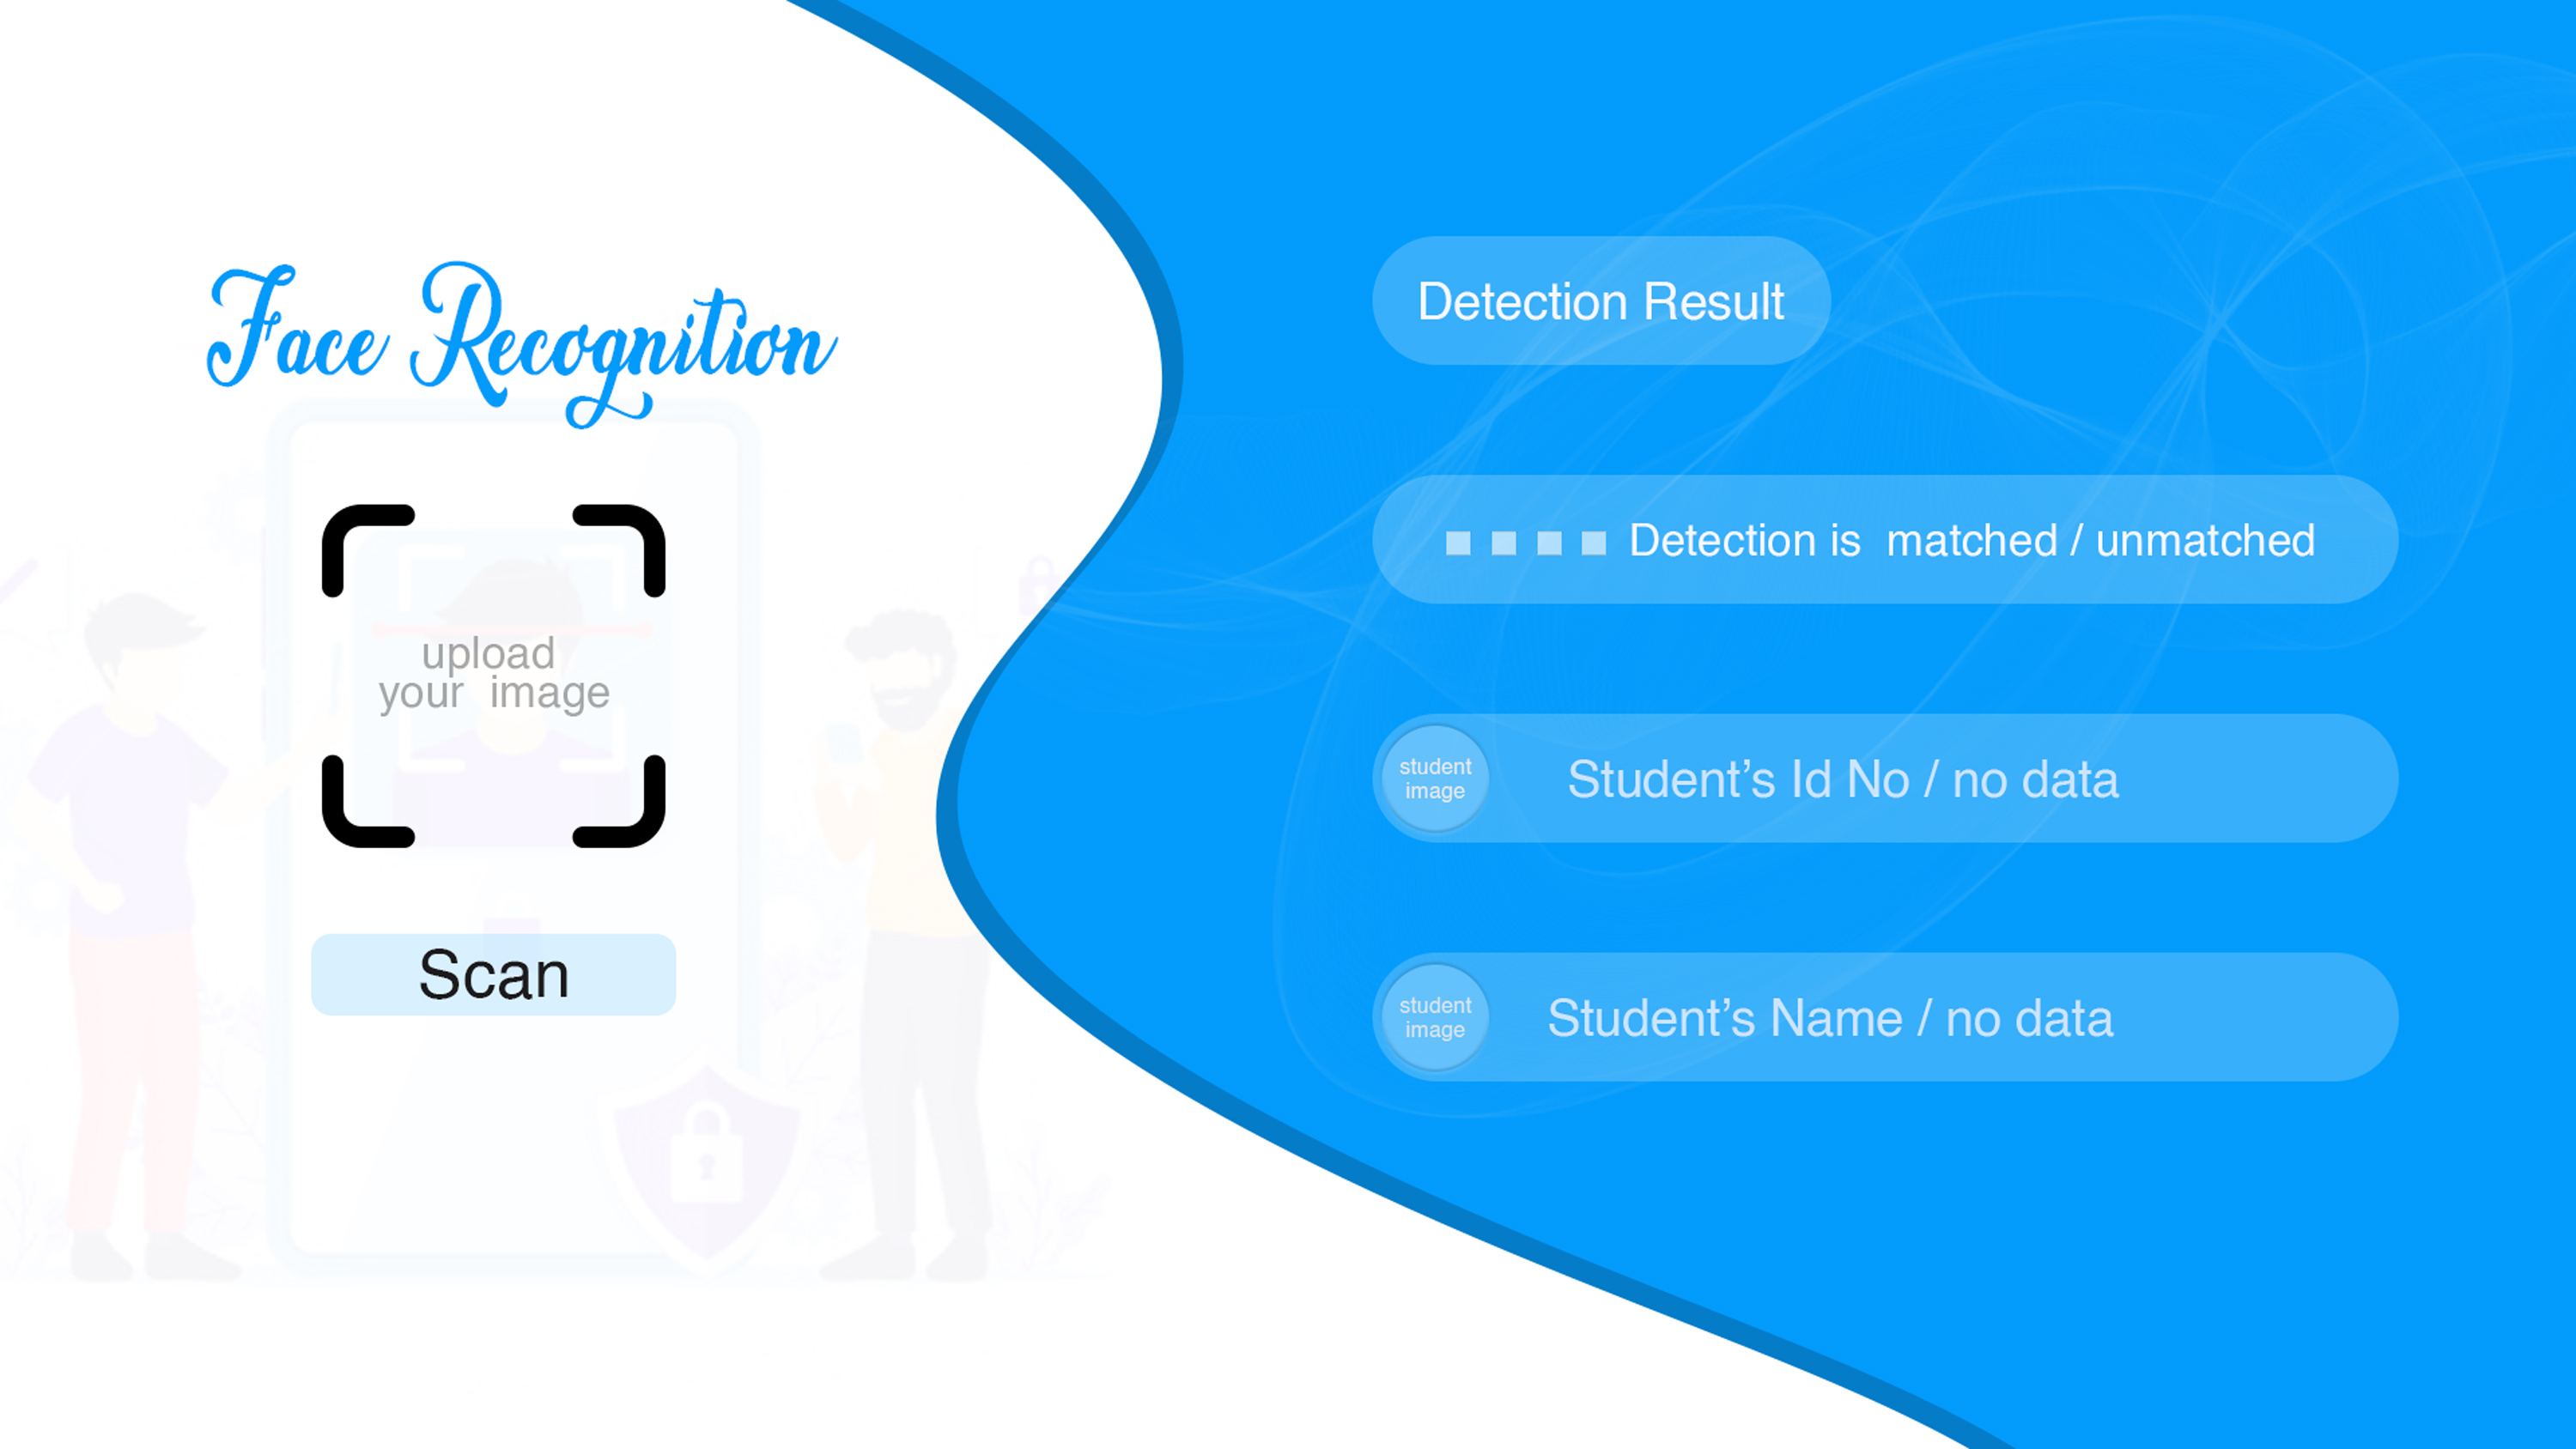 Face Recognition
upload
your image
Scan
Detection Result
Detection is matched / unmatched
student
image
Student’s Id No / no data
student
image
Student’s Name / no data